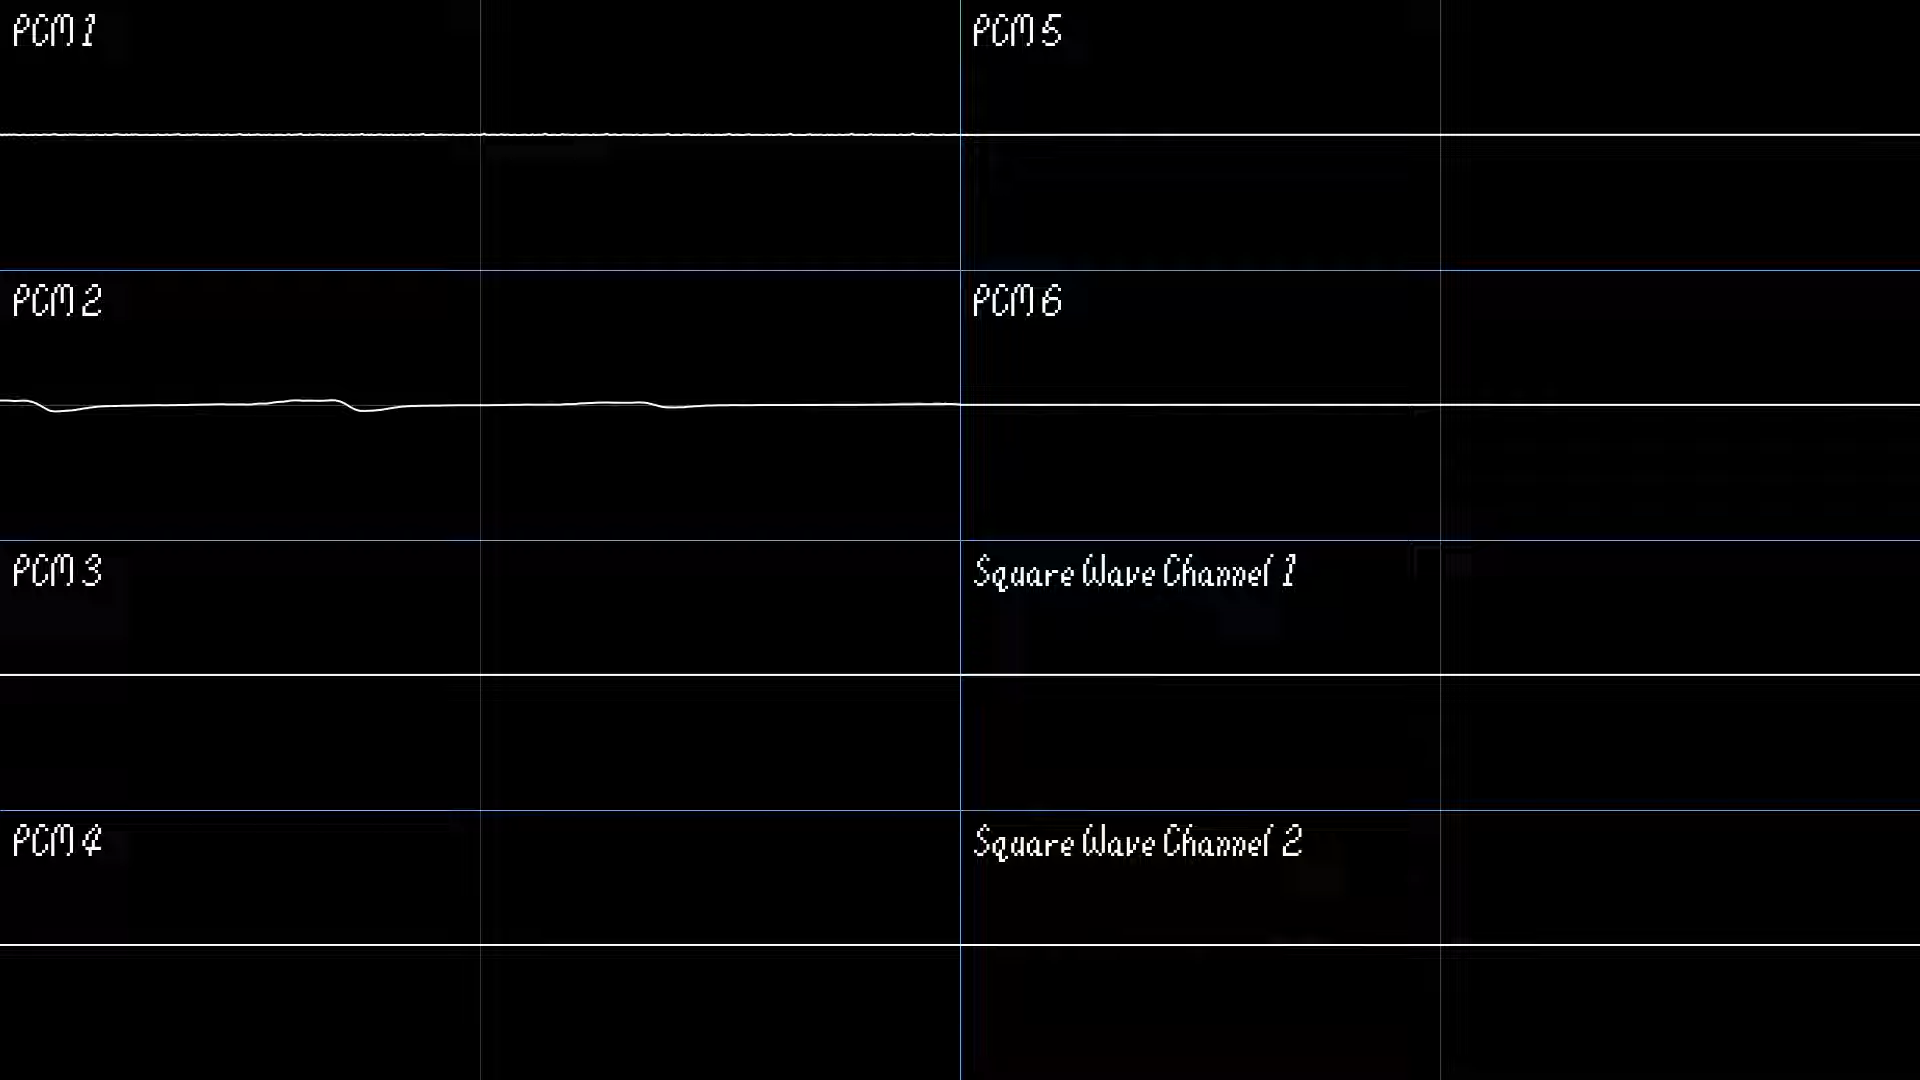 PCM 1
PCM 2
PCM 3
PCM 4
PCM 5
PCM 6
Square Wave Channel 1
Square Wave Channel 2